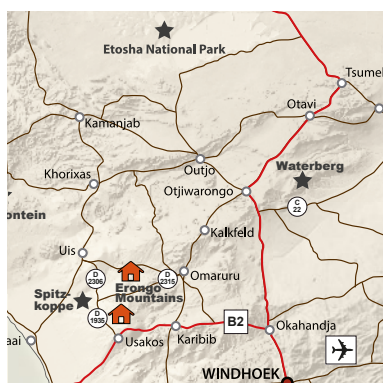 Etosha National Park
Tsumel
Otavi
Kamanjab
Outjo
Waterberg
Khorixas
Otjiwarongo
C
22
ontein
Kalkfeld
Uis
D
2306
Erongo
Mountains
D
2315
Omaruru
Spitz-
koppe
D
1935
B2
Okahandja
aai
Usakos
Karibib
WINDHOEK